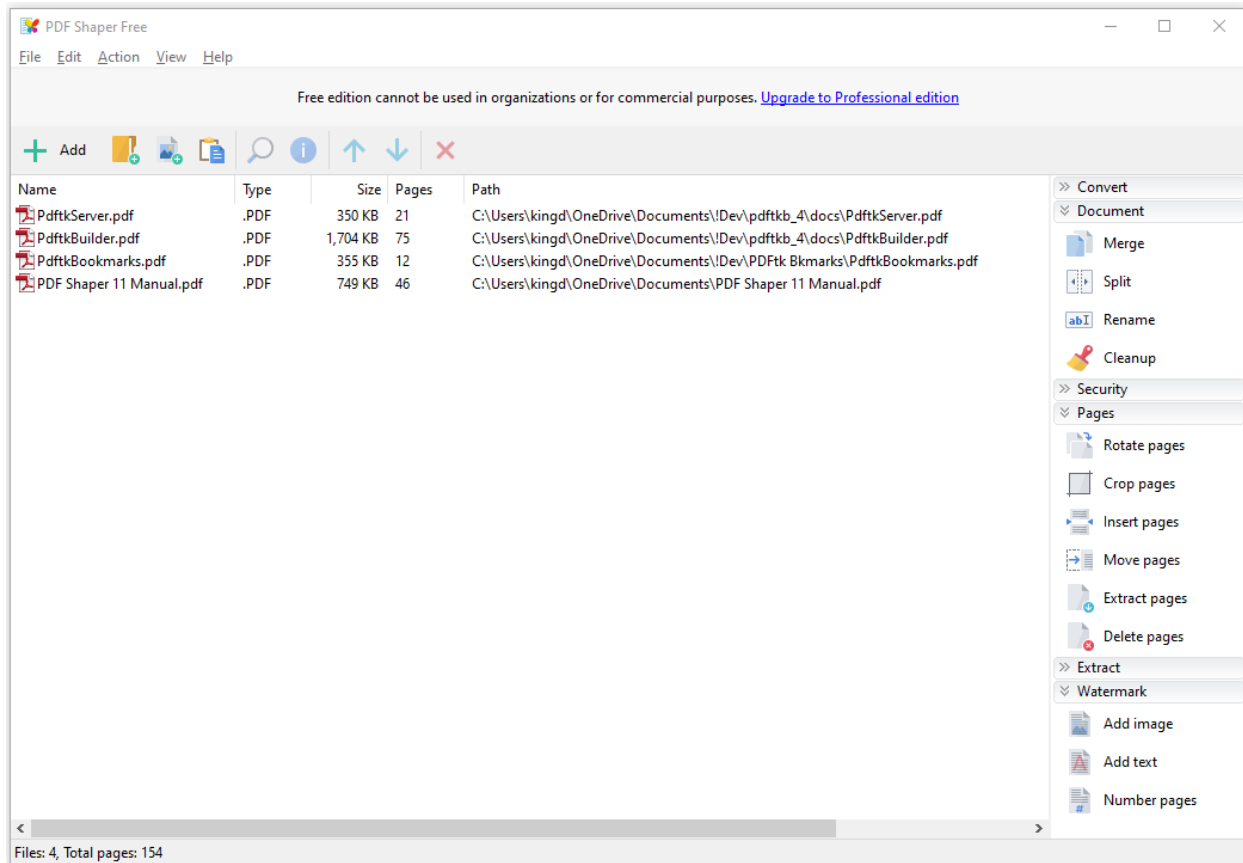 PDF Shaper Free
File Edit Action View Help
Free edition cannot be used in organizations or for commercial purposes. Upgrade to Professional edition
Add
Name Type Size Pages Path
PdftkServer.pdf .PDF 350 KB 21 C:\Users\kingd\OneDrive\Documents\!Dev\pdftkb_4\docs\PdftkServer.pdf
PdftkBuilder.pdf .PDF 1,704 KB 75 C:\Users\kingd\OneDrive\Documents\!Dev\pdftkb_4\docs\PdftkBuilder.pdf
PdftkBookmarks.pdf .PDF 355 KB 12 C:\Users\kingd\OneDrive\Documents\!Dev\PDFtk Bkmarks\PdftkBookmarks.pdf
PDF Shaper 11 Manual.pdf .PDF 749 KB 46 C:\Users\kingd\OneDrive\Documents\PDF Shaper 11 Manual.pdf
Convert
Document
Merge
Split
abI Rename
Cleanup
Security
Pages
Rotate pages
Crop pages
Insert pages
Move pages
Extract pages
Delete pages
Extract
Watermark
Add image
Add text
Number pages
Files: 4, Total pages: 154